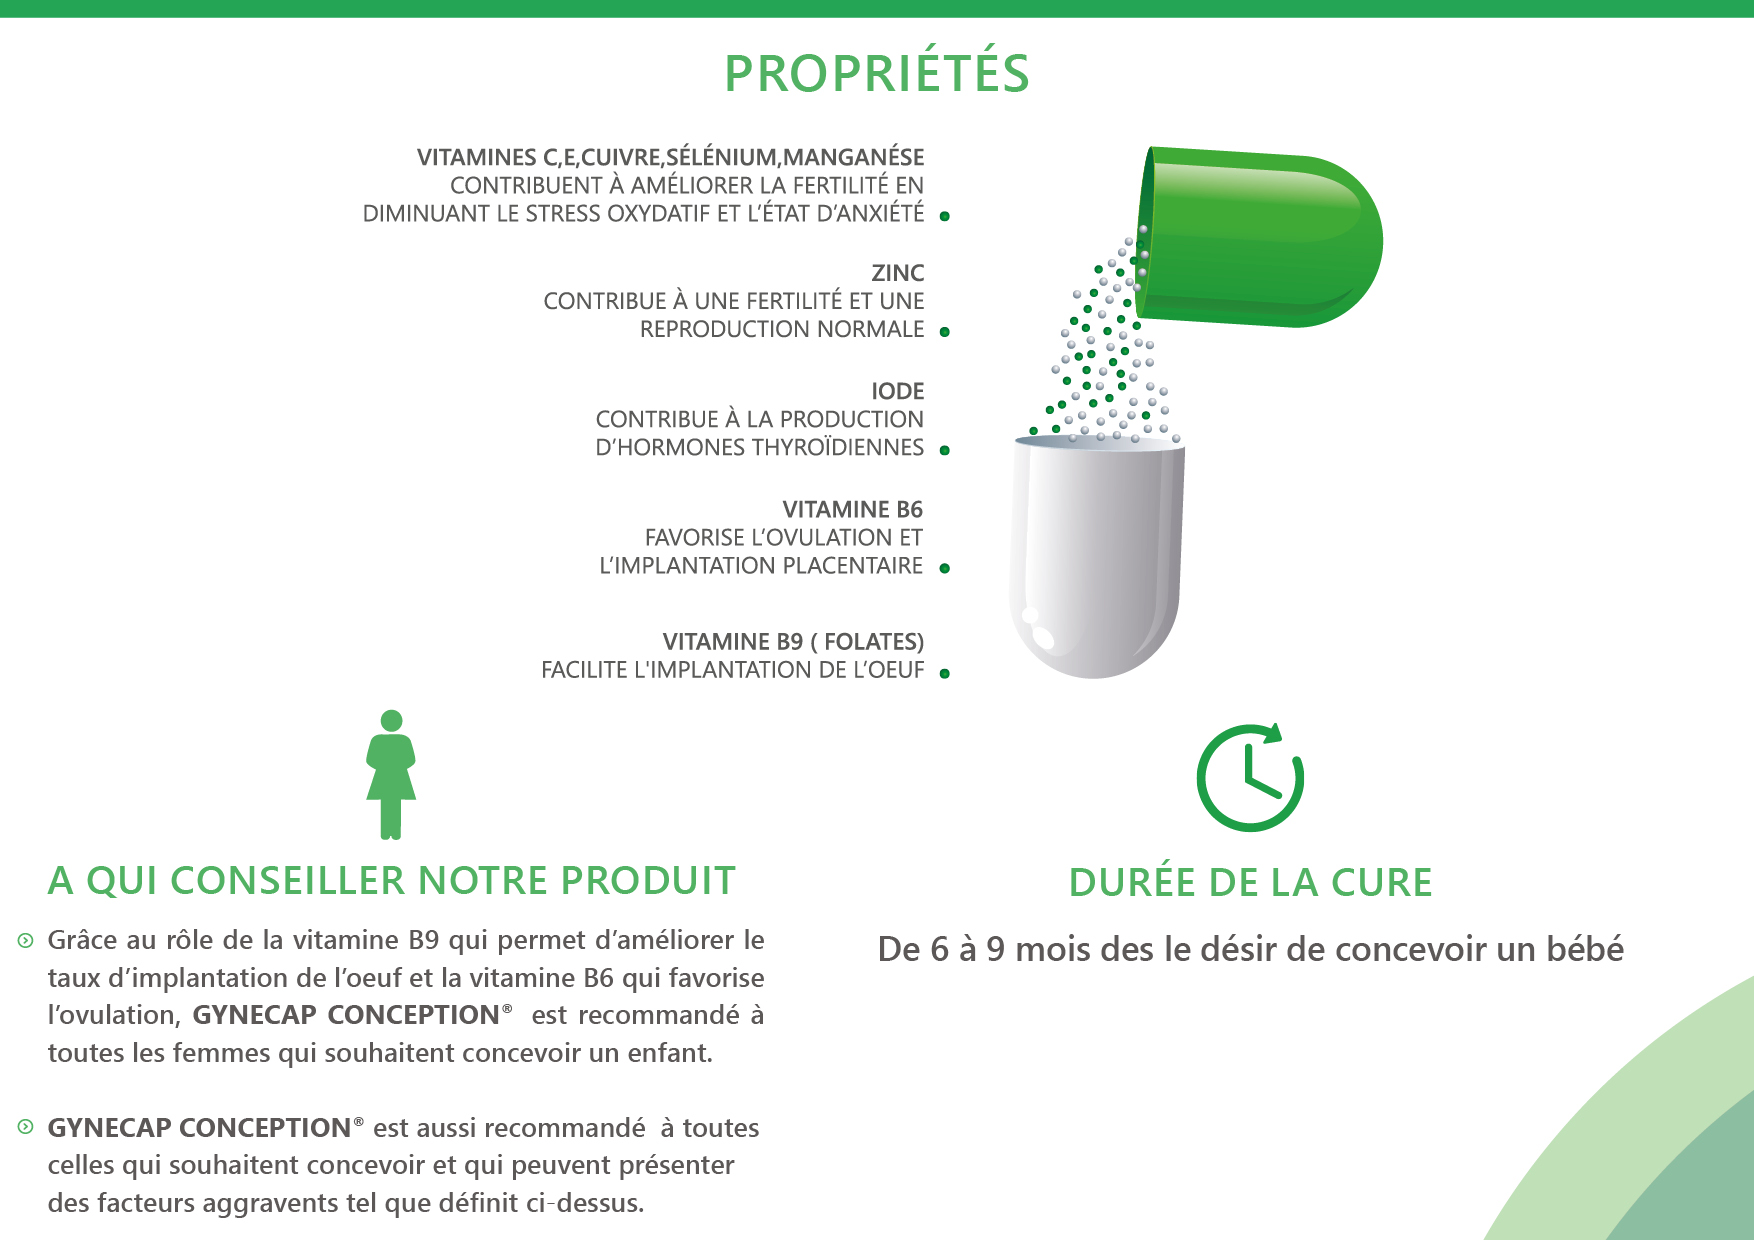 PROPRIÉTÉS
VITAMINES C,E,CUIVRE,SÉLÉNIUM,MANGANÉSE
CONTRIBUENT À AMÉLIORER LA FERTILITÉ EN
DIMINUANT LE STRESS OXYDATIF ET L'ÉTAT D'ANXIÉTÉ
ZINC
CONTRIBUE À UNE FERTILITÉ ET UNE
REPRODUCTION NORMALE
IODE
CONTRIBUE À LA PRODUCTION
D'HORMONES THYROÏDIENNES
VITAMINE B6
FAVORISE L'OVULATION ET
L'IMPLANTATION PLACENTAIRE
VITAMINE B9 ( FOLATES)
FACILITE L'IMPLANTATION DE L'OEUF
A QUI CONSEILLER NOTRE PRODUIT
Grâce au rôle de la vitamine B9 qui permet d'améliorer le
taux d'implantation de l'oeuf et la vitamine B6 qui favorise
l'ovulation, GYNECAP CONCEPTION® est recommandé à
toutes les femmes qui souhaitent concevoir un enfant.
GYNECAP CONCEPTION® est aussi recommandé à toutes
celles qui souhaitent concevoir et qui peuvent présenter
des facteurs aggravents tel que définit ci-dessus.
DURÉE DE LA CURE
De 6 à 9 mois des le désir de concevoir un bébé